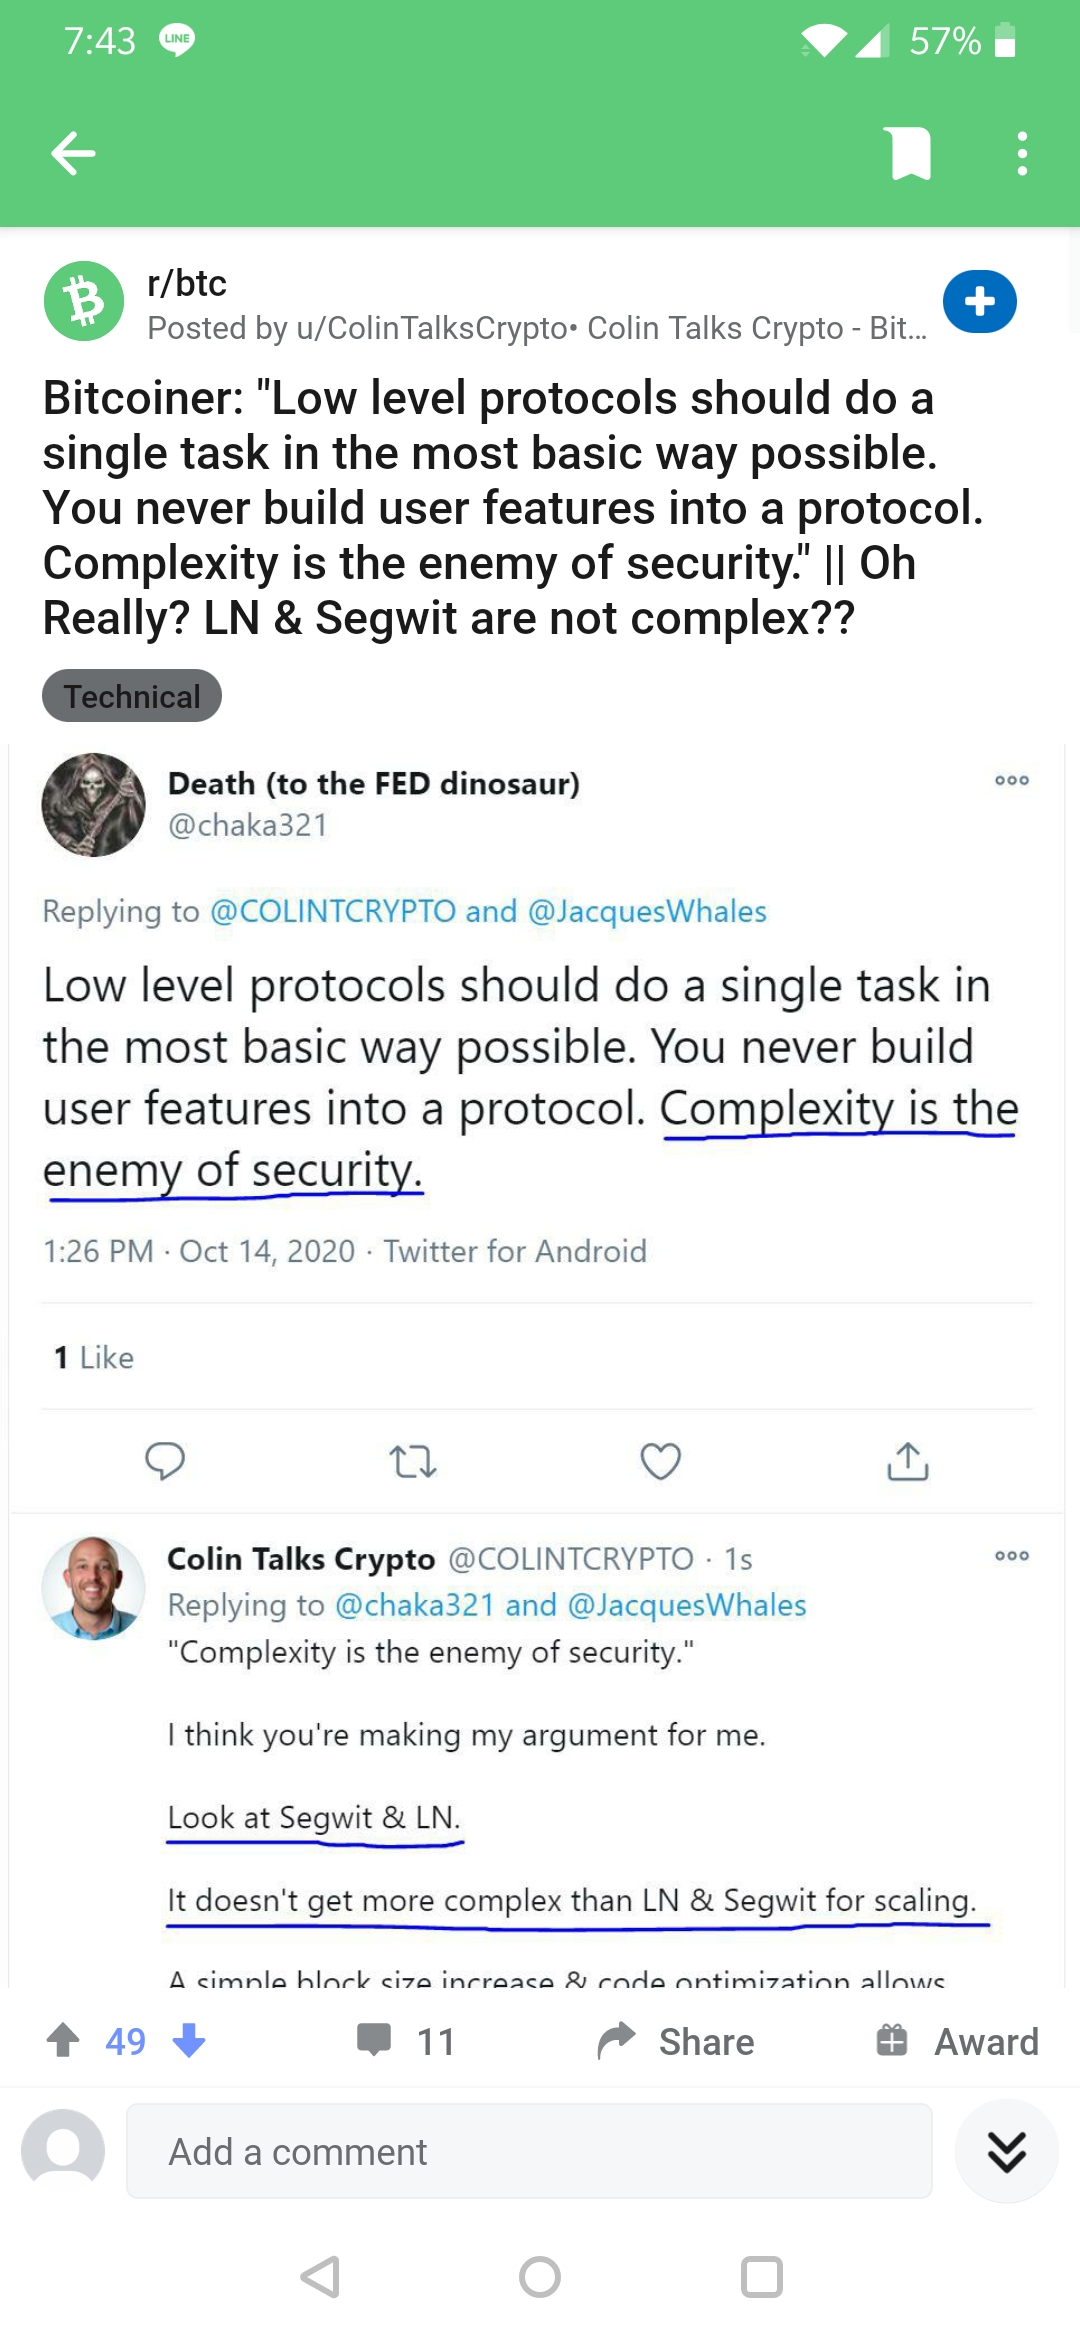 7:43 LINE 57%
r/btc
Posted by u/ColinTalksCrypto• Colin Talks Crypto - Bit...
Bitcoiner: "Low level protocols should do a
single task in the most basic way possible.
You never build user features into a protocol.
Complexity is the enemy of security." || Oh
Really? LN & Segwit are not complex??
Technical
Death (to the FED dinosaur)
@chaka321
Replying to @COLINTCRYPTO and @JacquesWhales
Low level protocols should do a single task in
the most basic way possible. You never build
user features into a protocol. Complexity is the
enemy of security.
1:26 PM · Oct 14, 2020 · Twitter for Android
1 Like
Colin Talks Crypto @COLINTCRYPTO · 1s
Replying to @chaka321 and @JacquesWhales
"Complexity is the enemy of security."
I think you're making my argument for me.
Look at Segwit & LN.
It doesn't get more complex than LN & Segwit for scaling.
A simple block size increase & code optimization allows
49 11 Share Award
Add a comment